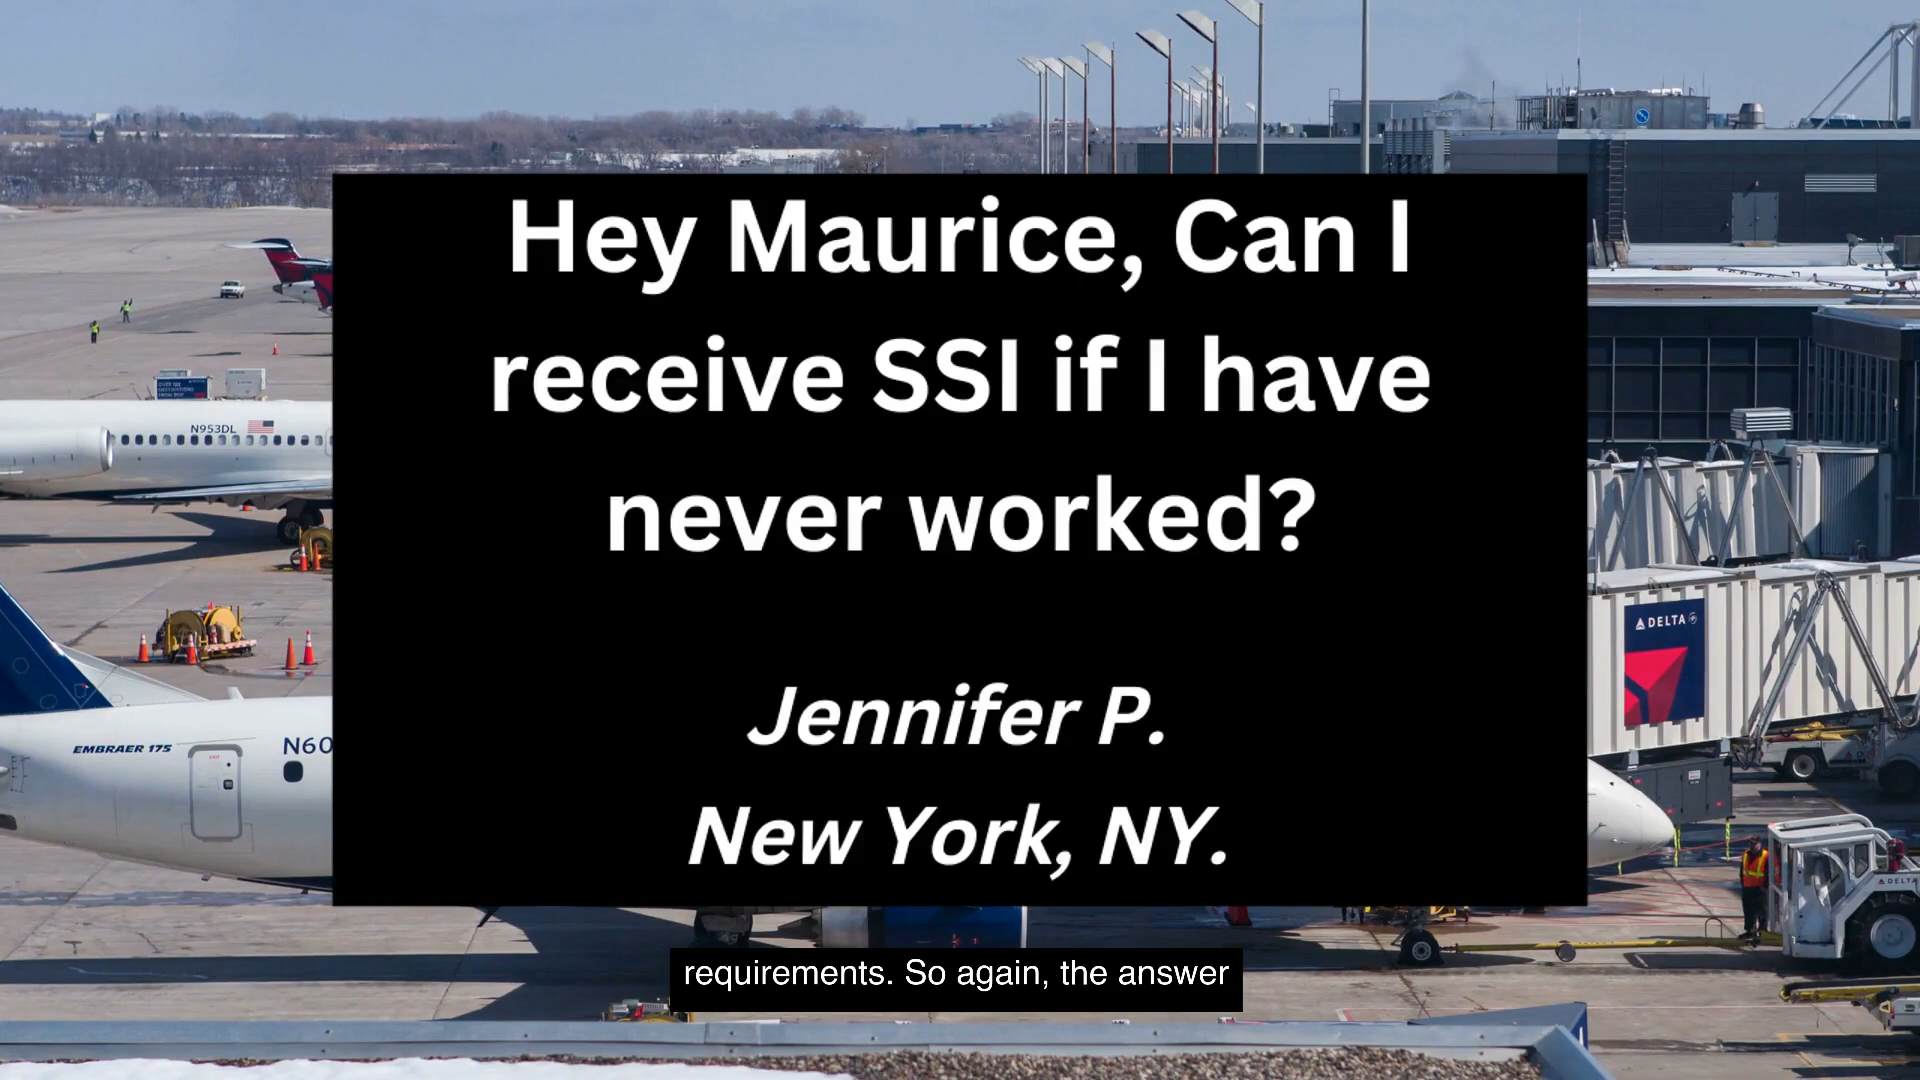 Hey Maurice, Can I
receive SSI if I have
never worked?
Jennifer P.
New York, NY.
requirements. So again, the answer
N953DL
EMBRAER 175
N60
DELTA
DELTA